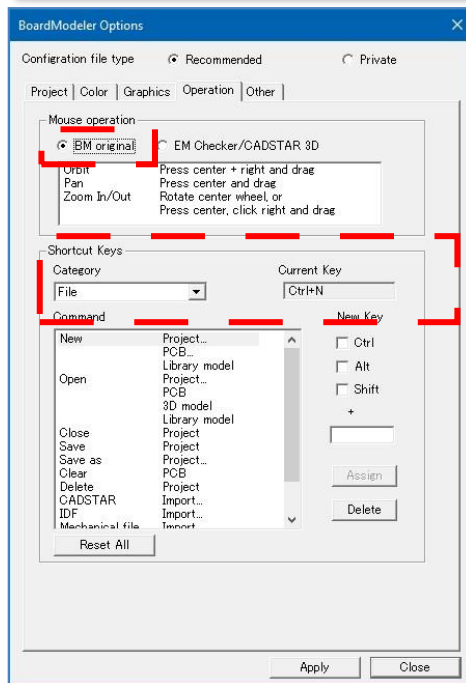 BoardModeler Options
Configration file type Recommended Private
Project Color Graphics Operation Other
Mouse operation
BM original EM Checker/CADSTAR 3D
Orbit Press center + right and drag
Pan Press center and drag
Zoom In/Out Rotate center wheel, or
Press center, click right and drag
Shortcut Keys
Category Current Key
File Ctrl+N
Command New Key
New Project...
PCB...
Library model
Open Project...
PCB
3D model
Library model
Close Project
Save Project
Save as Project...
Clear PCB
Delete Project
CADSTAR Import...
IDF Import...
Mechanical file Import
Ctrl
Alt
Shift
+
Assign
Delete
Reset All
Apply Close